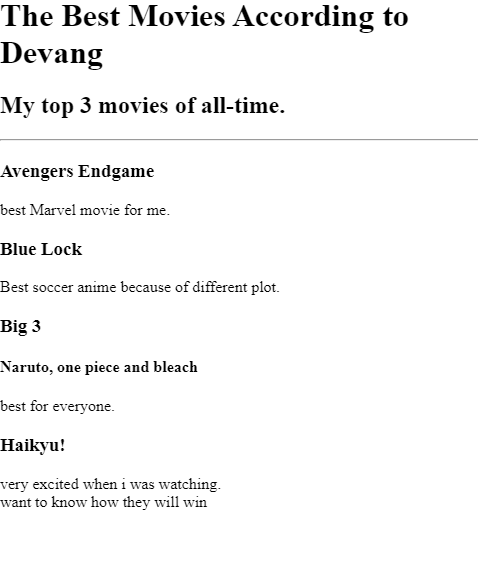 The Best Movies According to
Devang
My top 3 movies of all-time.
Avengers Endgame
best Marvel movie for me.
Blue Lock
Best soccer anime because of different plot.
Big 3
Naruto, one piece and bleach
best for everyone.
Haikyu!
very excited when i was watching.
want to know how they will win